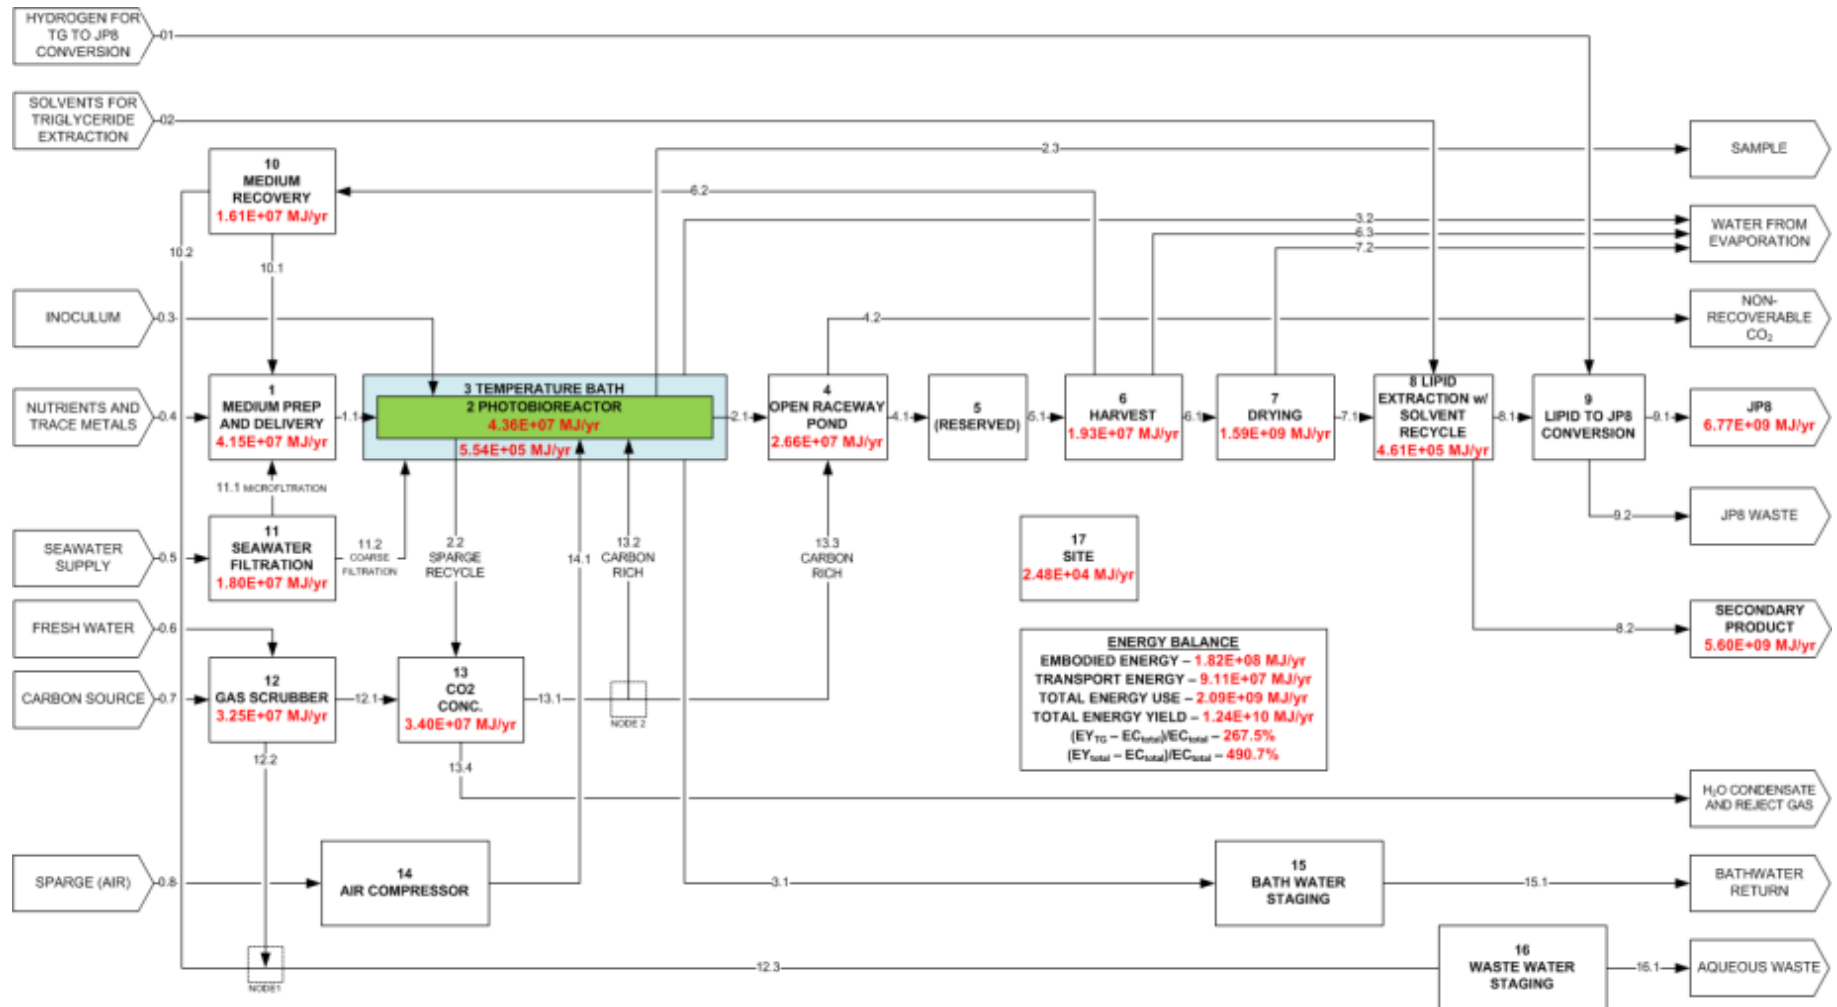 HYDROGEN FOR
TG TO JP8
CONVERSION
01
SOLVENTS FOR
TRIGLYCERIDE
EXTRACTION
02
10
MEDIUM
RECOVERY
1.61E+07 MJ/yr
6.2
2.3
SAMPLE
3.2
6.3
7.2
WATER FROM
EVAPORATION
10.2
10.1
INOCULUM
0.3
4.2
NON-
RECOVERABLE
CO₂
NUTRIENTS AND
TRACE METALS
0.4
1
MEDIUM PREP
AND DELIVERY
4.15E+07 MJ/yr
1.1
3 TEMPERATURE BATH
2 PHOTOBIOREACTOR
4.36E+07 MJ/yr
5.54E+05 MJ/yr
2.1
4
OPEN RACEWAY
POND
2.66E+07 MJ/yr
4.1
5
(RESERVED)
5.1
6
HARVEST
1.93E+07 MJ/yr
6.1
7
DRYING
1.59E+09 MJ/yr
7.1
8 LIPID
EXTRACTION w/
SOLVENT
RECYCLE
4.61E+05 MJ/yr
8.1
9
LIPID TO JP8
CONVERSION
9.1
JP8
6.77E+09 MJ/yr
11.1 MICROFILTRATION
SEAWATER
SUPPLY
0.5
11
SEAWATER
FILTRATION
1.80E+07 MJ/yr
11.2
COARSE
FILTRATION
2.2
SPARGE
RECYCLE
14.1
13.2
CARBON
RICH
13.3
CARBON
RICH
17
SITE
2.48E+04 MJ/yr
9.2
JP8 WASTE
FRESH WATER
0.6
8.2
SECONDARY
PRODUCT
5.60E+09 MJ/yr
CARBON SOURCE
0.7
12
GAS SCRUBBER
3.25E+07 MJ/yr
12.1
13
CO2
CONC.
3.40E+07 MJ/yr
13.1
NODE 2
ENERGY BALANCE
EMBODIED ENERGY – 1.82E+08 MJ/yr
TRANSPORT ENERGY – 9.11E+07 MJ/yr
TOTAL ENERGY USE – 2.09E+09 MJ/yr
TOTAL ENERGY YIELD – 1.24E+10 MJ/yr
(EY_TG – EC_total)/EC_total – 267.5%
(EY_total – EC_total)/EC_total – 490.7%
12.2
13.4
H₂O CONDENSATE
AND REJECT GAS
SPARGE (AIR)
0.8
14
AIR COMPRESSOR
3.1
15
BATH WATER
STAGING
15.1
BATHWATER
RETURN
NODE1
12.3
16
WASTE WATER
STAGING
16.1
AQUEOUS WASTE